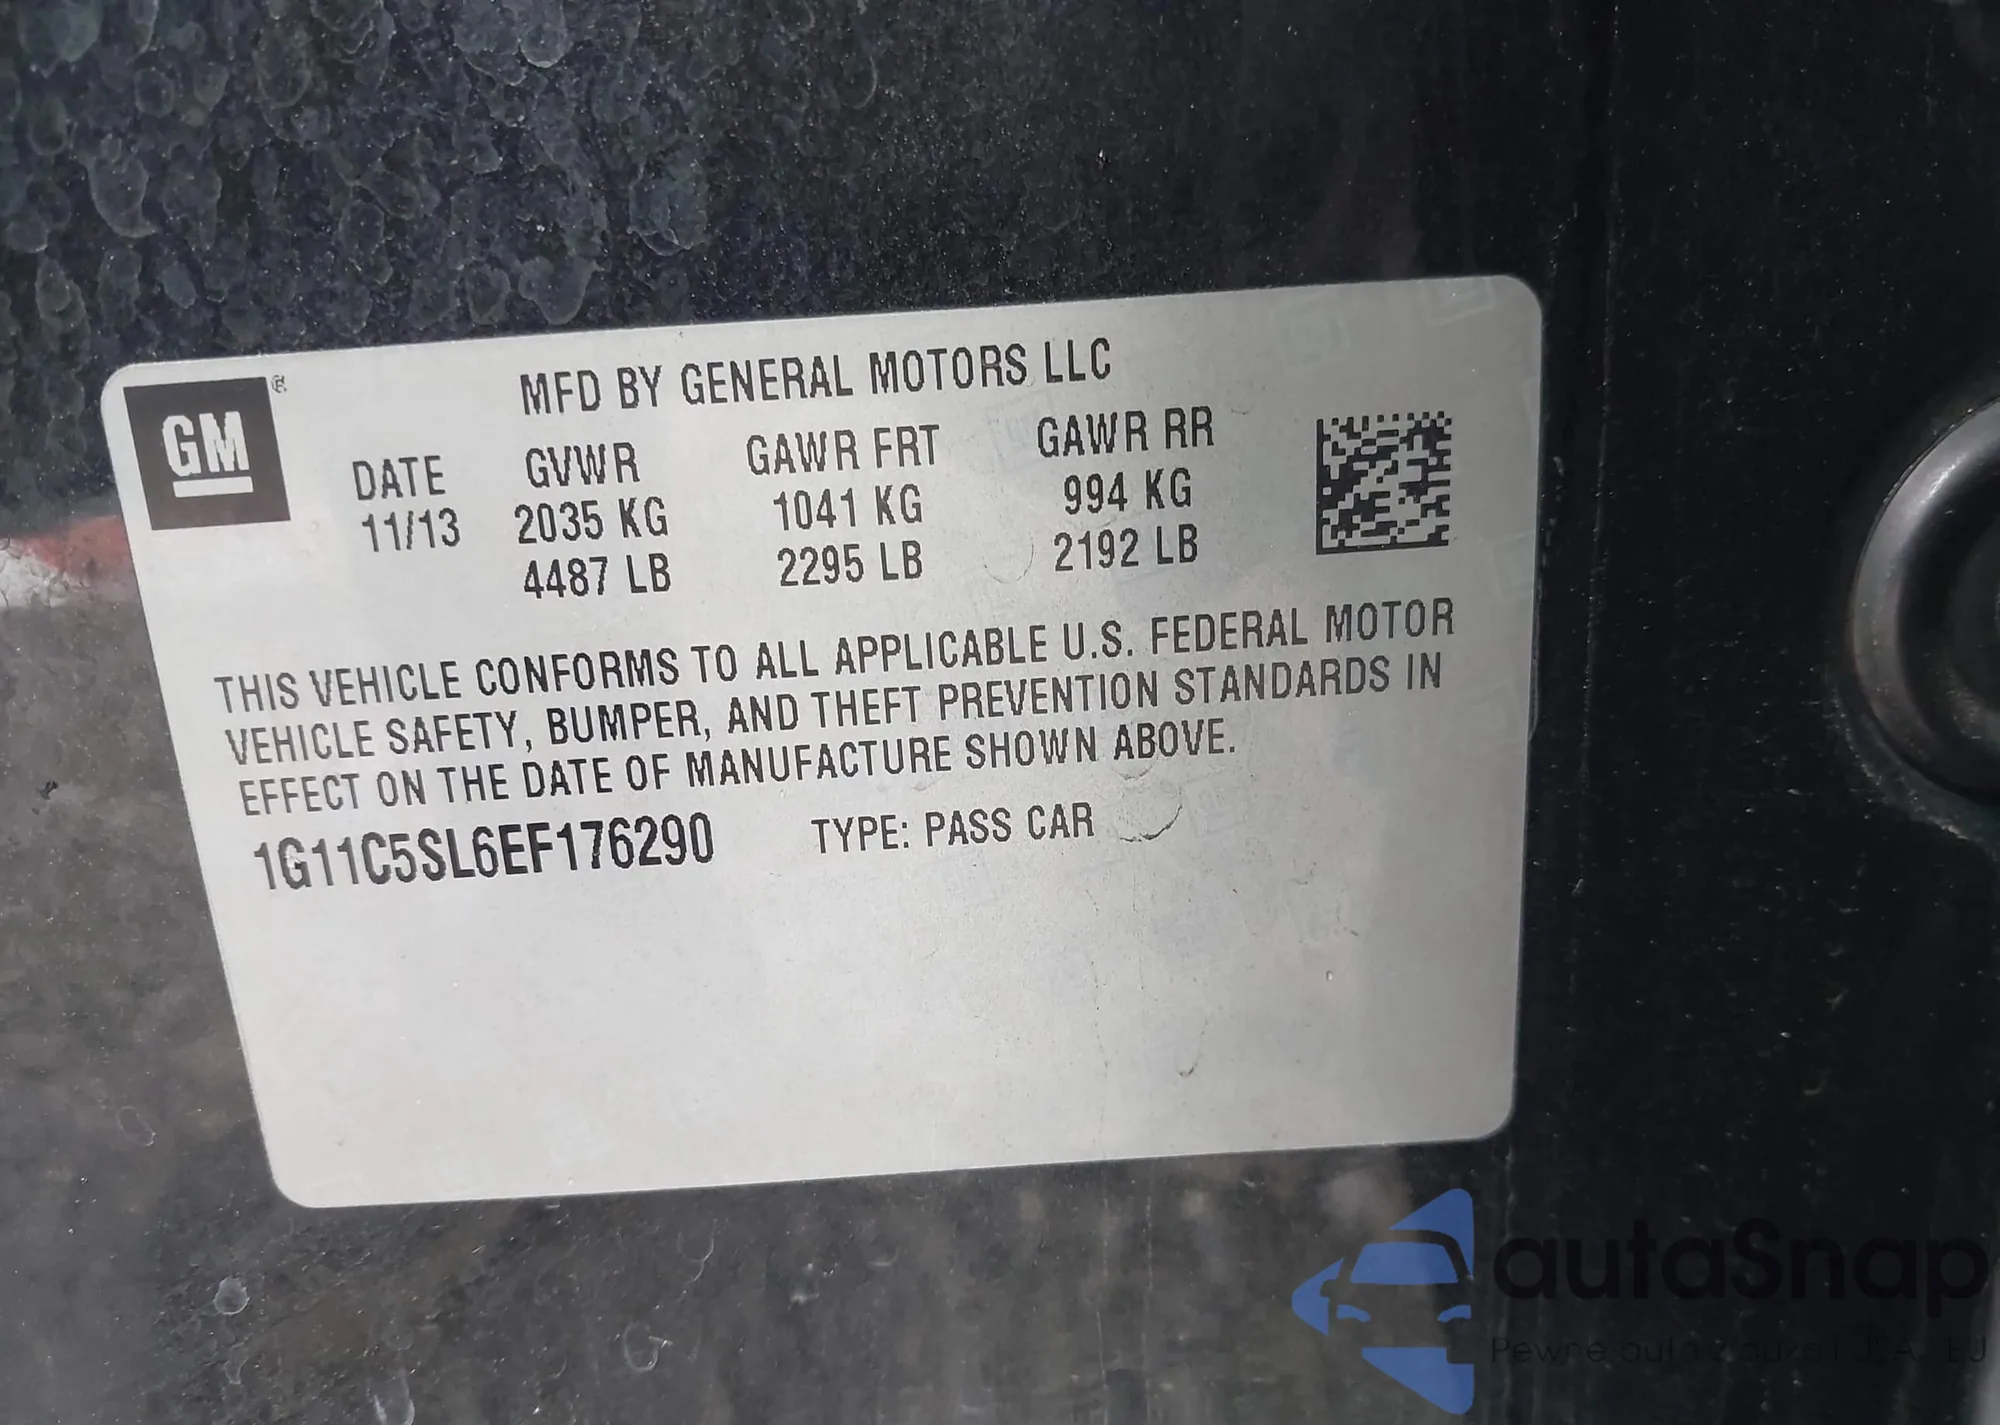 GM ®
MFD BY GENERAL MOTORS LLC
DATE GVWR GAWR FRT GAWR RR
11/13 2035 KG 1041 KG 994 KG
4487 LB 2295 LB 2192 LB
THIS VEHICLE CONFORMS TO ALL APPLICABLE U.S. FEDERAL MOTOR
VEHICLE SAFETY, BUMPER, AND THEFT PREVENTION STANDARDS IN
EFFECT ON THE DATE OF MANUFACTURE SHOWN ABOVE.
1G11C5SL6EF176290 TYPE: PASS CAR
autaSnap
Pewne auta z